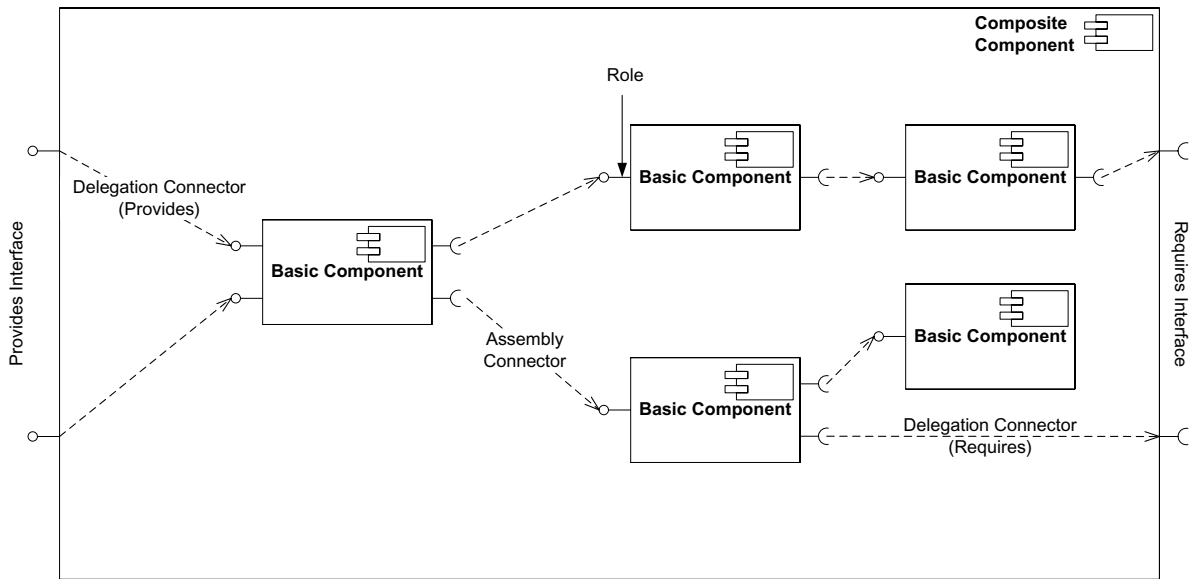 Composite
Component
Role
Basic Component
Basic Component
Delegation Connector
(Provides)
Basic Component
Provides Interface
Requires Interface
Assembly
Connector
Basic Component
Basic Component
Delegation Connector
(Requires)